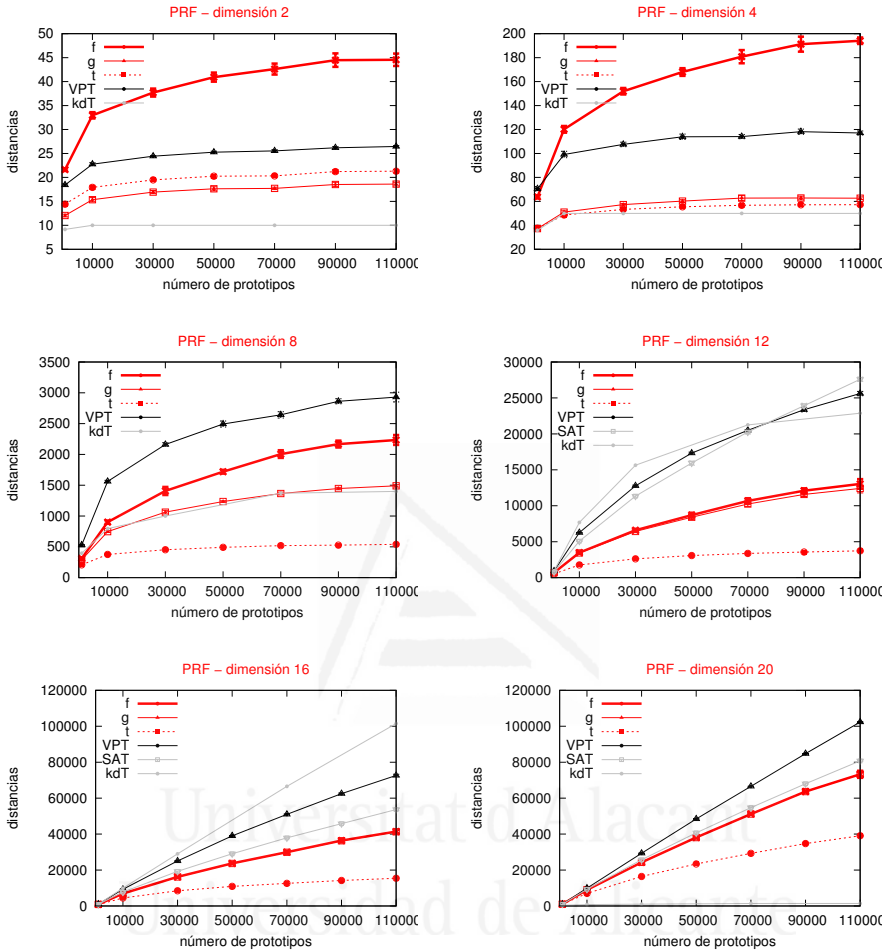 PRF − dimensión 2
distancias
número de prototipos
50
45
40
35
30
25
20
15
10
5
10000 30000 50000 70000 90000 110000
f
g
t
VPT
kdT
PRF − dimensión 4
distancias
número de prototipos
200
180
160
140
120
100
80
60
40
20
10000 30000 50000 70000 90000 110000
f
g
t
VPT
kdT
PRF − dimensión 8
distancias
número de prototipos
3500
3000
2500
2000
1500
1000
500
0
10000 30000 50000 70000 90000 110000
f
g
t
VPT
kdT
PRF − dimensión 12
distancias
número de prototipos
30000
25000
20000
15000
10000
5000
0
10000 30000 50000 70000 90000 110000
f
g
t
VPT
SAT
kdT
PRF − dimensión 16
distancias
número de prototipos
120000
100000
80000
60000
40000
20000
0
10000 30000 50000 70000 90000 110000
f
g
t
VPT
SAT
kdT
PRF − dimensión 20
distancias
número de prototipos
120000
100000
80000
60000
40000
20000
0
10000 30000 50000 70000 90000 110000
f
g
t
VPT
SAT
kdT
Universitat d'Alacant
Universidad de Alicante